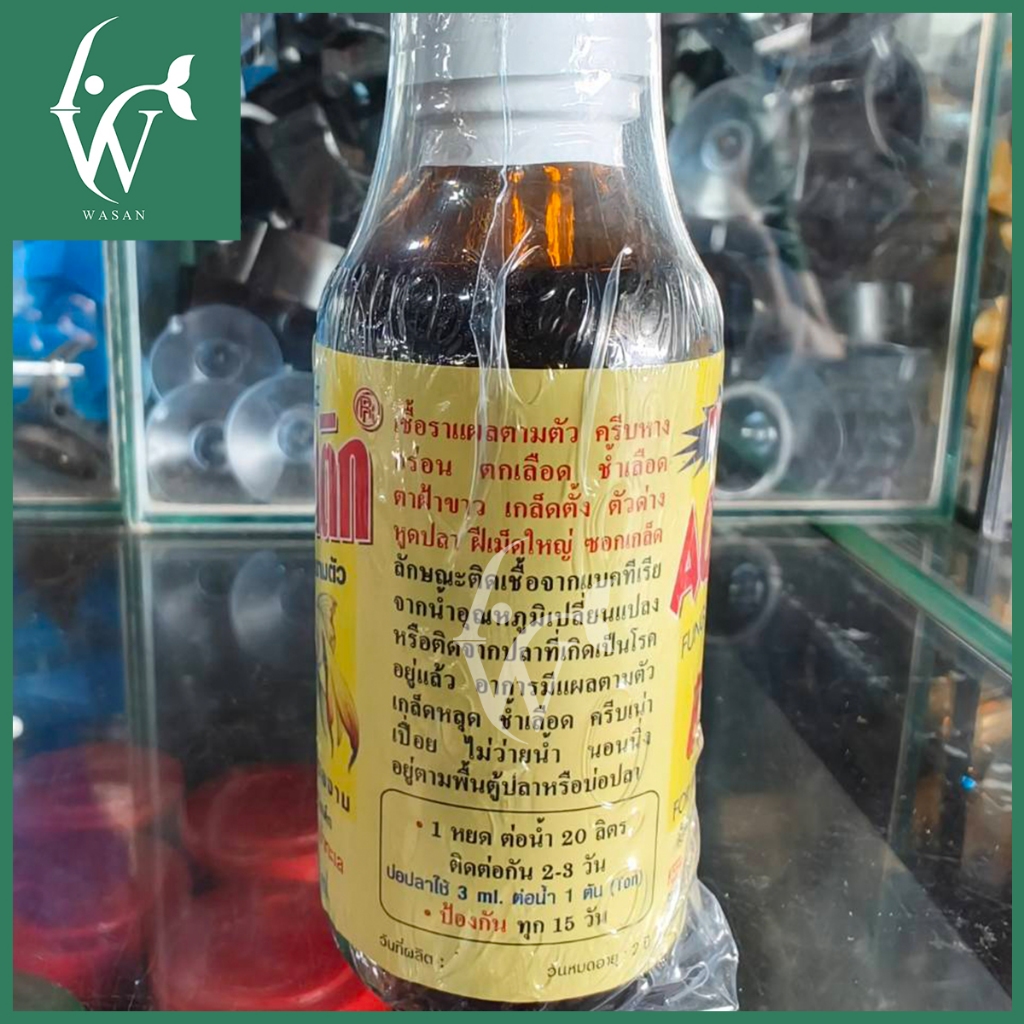 WASAN
®
เชื้อราแผลตามตัว ครีบหาง
กร่อน ตกเลือด ช้ำเลือด
ตาฝ้าขาว เกล็ดตั้ง ตัวด่าง
หูดปลา ฝีเม็ดใหญ่ ซอกเกล็ด
ลักษณะติดเชื้อจากแบคทีเรีย
จากน้ำอุณหภูมิเปลี่ยนแปลง
หรือติดจากปลาที่เกิดเป็นโรค
อยู่แล้ว อาการมีแผลตามตัว
เกล็ดหลุด ช้ำเลือด ครีบเน่า
เปื่อย ไม่ว่ายน้ำ นอนนิ่ง
อยู่ตามพื้นตู้ปลาหรือบ่อปลา
• 1 หยด ต่อน้ำ 20 ลิตร
ติดต่อกัน 2-3 วัน
บ่อปลาใช้ 3 ml. ต่อน้ำ 1 ตัน (Ton)
• ป้องกัน ทุก 15 วัน
วันที่ผลิต :
วันหมดอายุ : 2 ปี